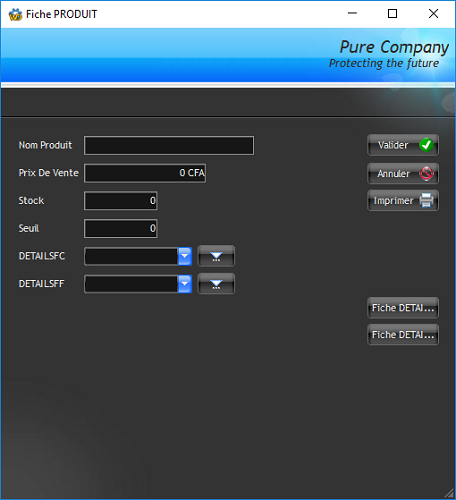 Fiche PRODUIT
Pure Company
Protecting the future
Nom Produit
Valider
Prix De Vente 0 CFA
Annuler
Stock 0
Imprimer
Seuil 0
DETAILSFC
DETAILSFF
Fiche DETAI...
Fiche DETAI...